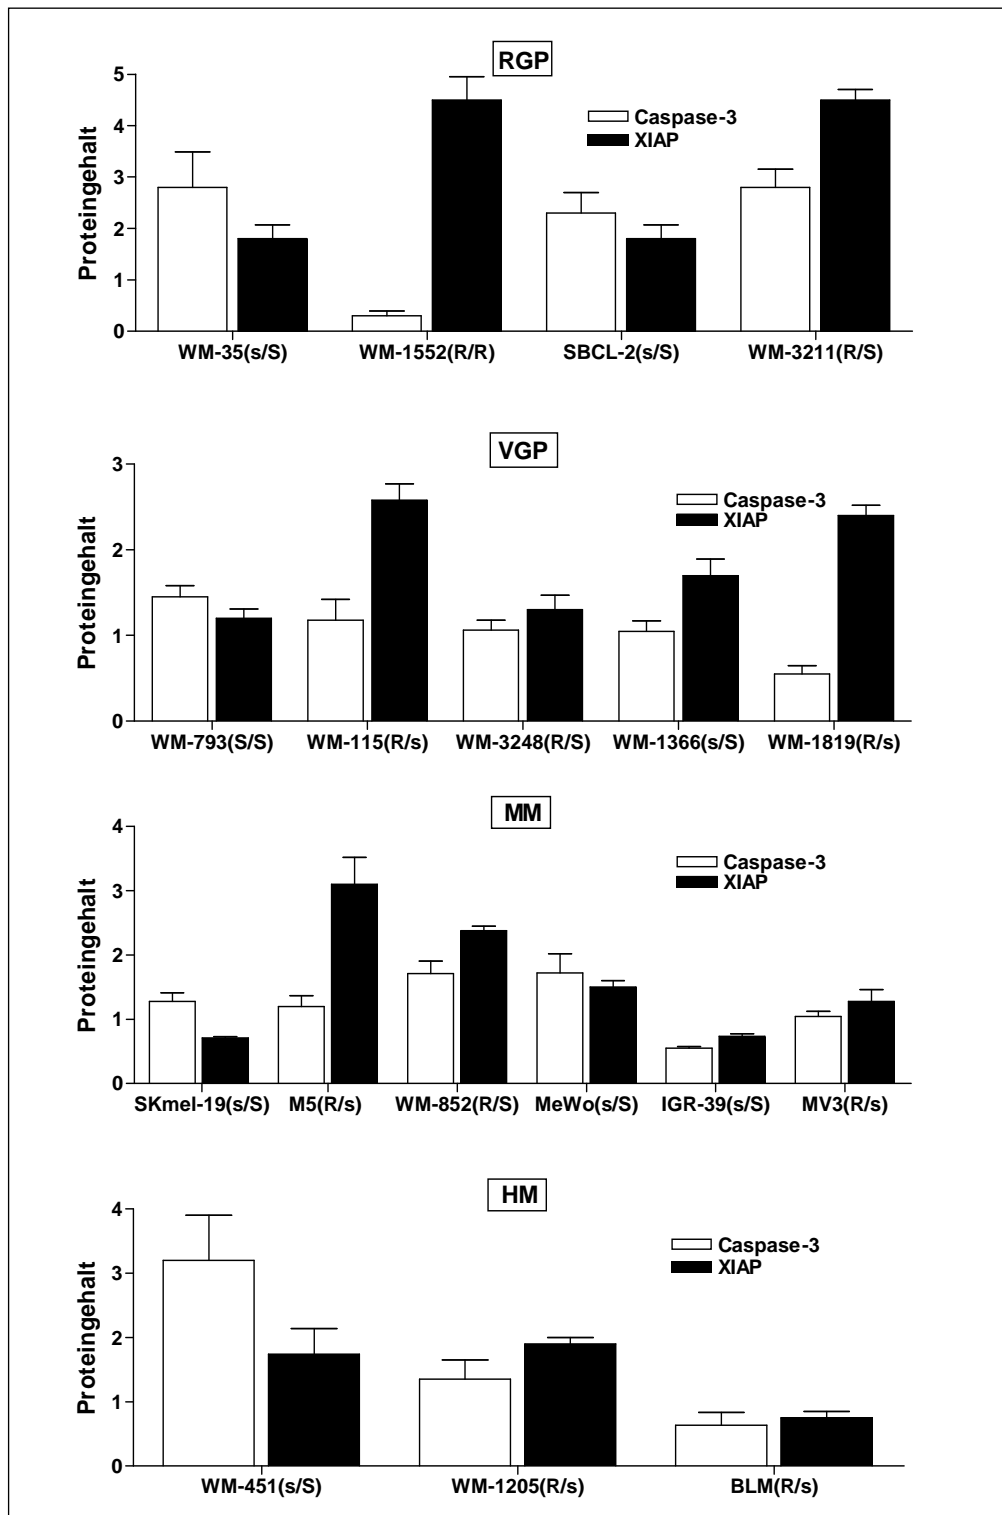 RGP
5
4
3
2
1
0
Proteingehalt
Caspase-3
XIAP
WM-35(s/S) WM-1552(R/R) SBCL-2(s/S) WM-3211(R/S)
VGP
3
2
1
0
Proteingehalt
Caspase-3
XIAP
WM-793(S/S) WM-115(R/s) WM-3248(R/S) WM-1366(s/S) WM-1819(R/s)
MM
4
3
2
1
0
Proteingehalt
Caspase-3
XIAP
SKmel-19(s/S) M5(R/s) WM-852(R/S) MeWo(s/S) IGR-39(s/S) MV3(R/s)
HM
4
3
2
1
0
Proteingehalt
Caspase-3
XIAP
WM-451(s/S) WM-1205(R/s) BLM(R/s)